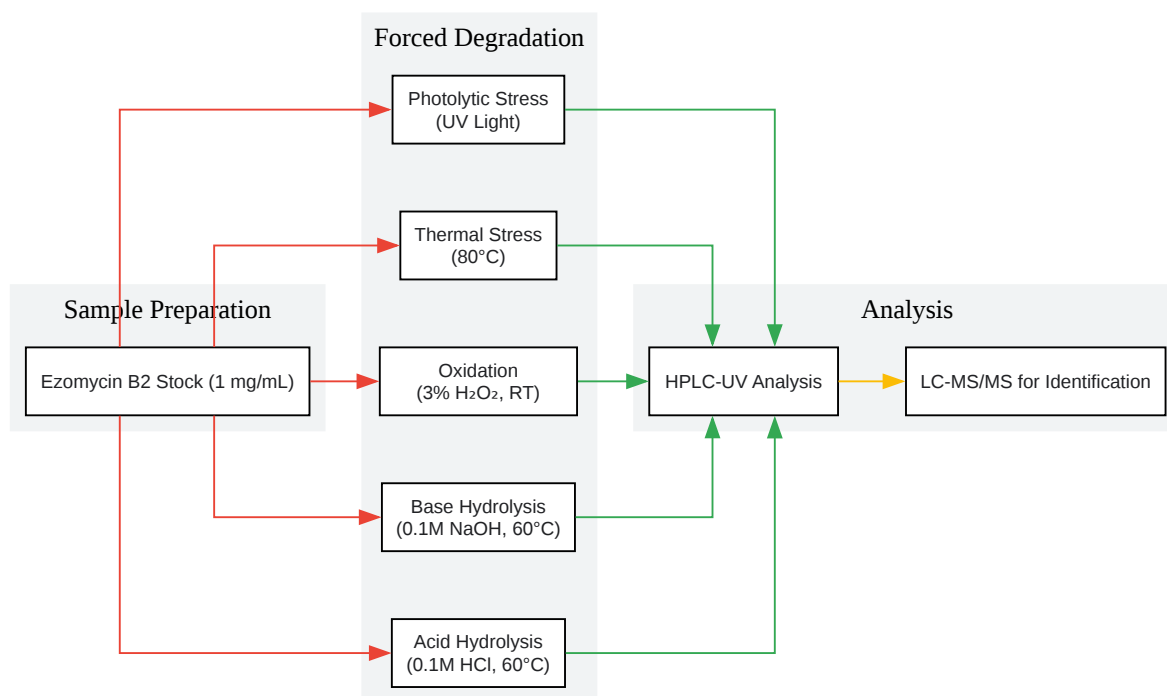 Forced Degradation
Photolytic Stress
(UV Light)
Thermal Stress
(80°C)
Sample Preparation
Ezomycin B2 Stock (1 mg/mL)
Oxidation
(3% H₂O₂, RT)
Base Hydrolysis
(0.1M NaOH, 60°C)
Acid Hydrolysis
(0.1M HCl, 60°C)
Analysis
HPLC-UV Analysis
LC-MS/MS for Identification